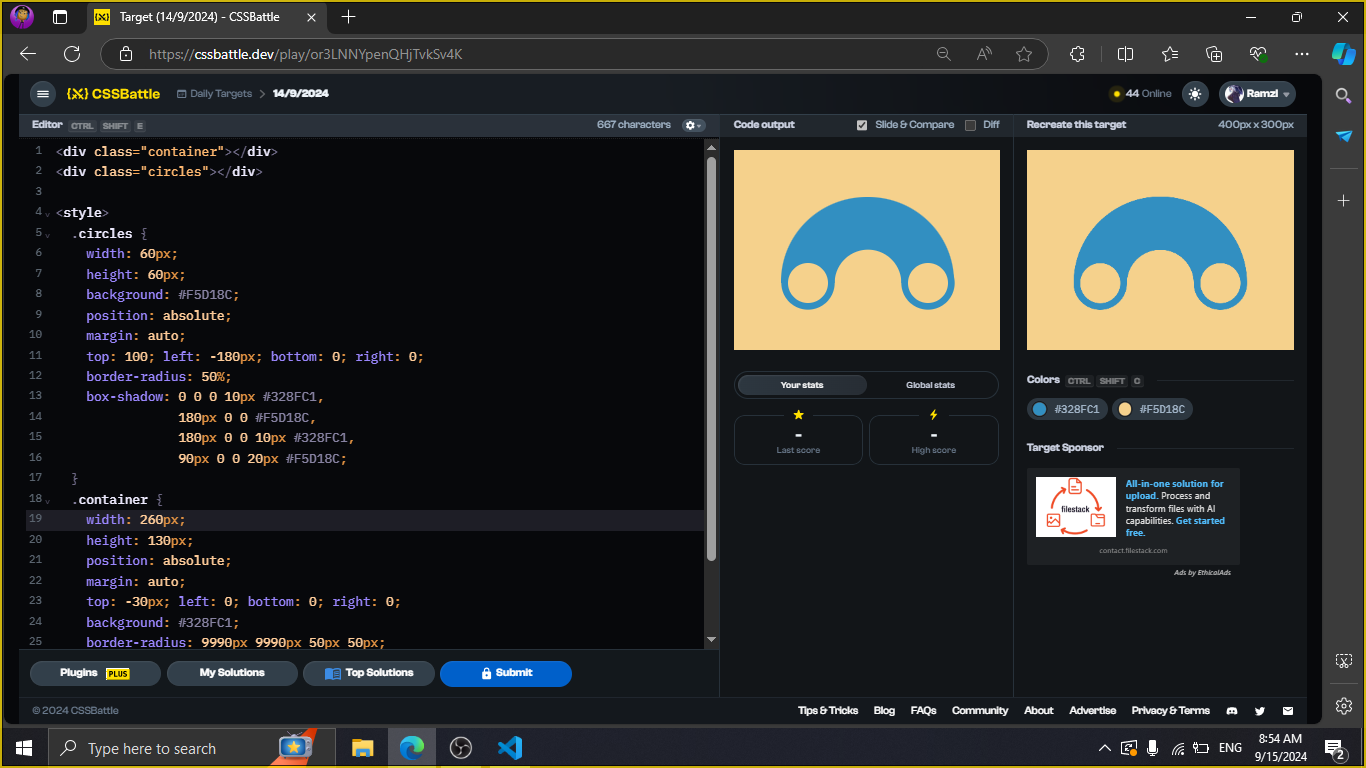 Target (14/9/2024) - CSSBattle
https://cssbattle.dev/play/or3LNNYpenQHjTvkSv4K
{X} CSSBattle
Daily Targets > 14/9/2024
44 Online
Ramzi
Editor CTRL SHIFT E
667 characters
Code output
Slide & Compare
Diff
Recreate this target
400px x 300px
1 <div class="container"></div>
2 <div class="circles"></div>
3
4 <style>
5 .circles {
6 width: 60px;
7 height: 60px;
8 background: #F5D18C;
9 position: absolute;
10 margin: auto;
11 top: 100; left: -180px; bottom: 0; right: 0;
12 border-radius: 50%;
13 box-shadow: 0 0 0 10px #328FC1,
14 180px 0 0 #F5D18C,
15 180px 0 0 10px #328FC1,
16 90px 0 0 20px #F5D18C;
17 }
18 .container {
19 width: 260px;
20 height: 130px;
21 position: absolute;
22 margin: auto;
23 top: -30px; left: 0; bottom: 0; right: 0;
24 background: #328FC1;
25 border-radius: 9990px 9990px 50px 50px;
Your stats
Global stats
-
Last score
-
High score
Colors CTRL SHIFT C
#328FC1
#F5D18C
Target Sponsor
filestack
All-in-one solution for
upload. Process and
transform files with AI
capabilities. Get started
free.
contact.filestack.com
Ads by EthicalAds
Plugins PLUS
My Solutions
Top Solutions
Submit
© 2024 CSSBattle
Tips & Tricks
Blog
FAQs
Community
About
Advertise
Privacy & Terms
Type here to search
ENG
8:54 AM
9/15/2024
2